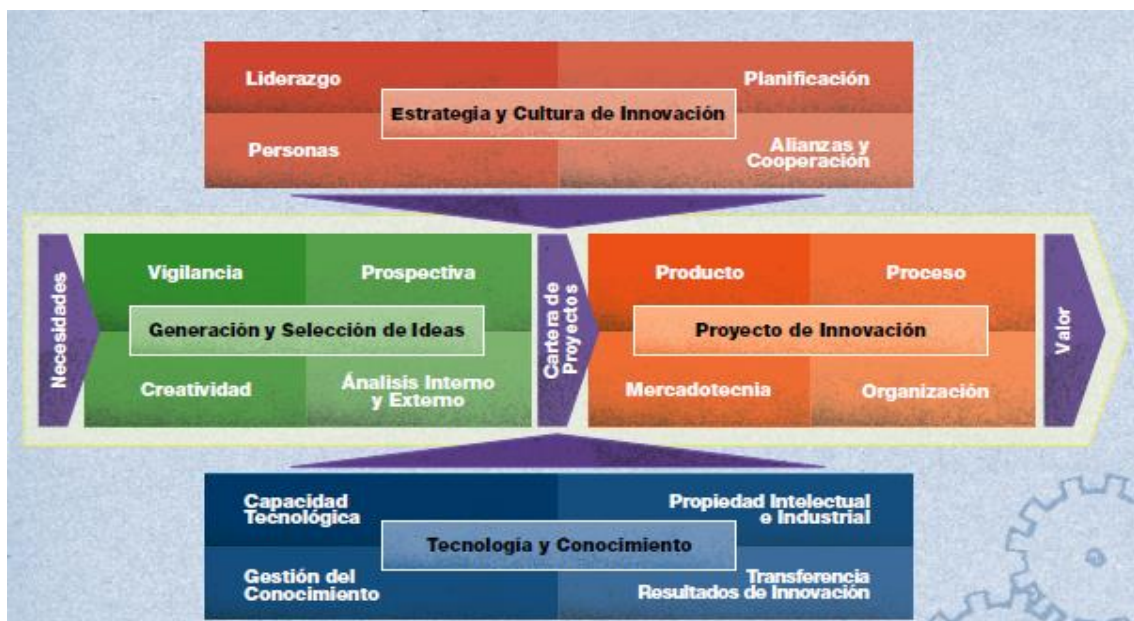 Liderazgo
Planificación
Estrategia y Cultura de Innovación
Personas
Alianzas y
Cooperación
Necesidades
Vigilancia
Prospectiva
Generación y Selección de Ideas
Creatividad
Ánalisis Interno
y Externo
Cartera de
Proyectos
Producto
Proceso
Proyecto de Innovación
Mercadotecnia
Organización
Valor
Capacidad
Tecnológica
Propiedad Intelectual
e Industrial
Tecnología y Conocimiento
Gestión del
Conocimiento
Transferencia
Resultados de Innovación